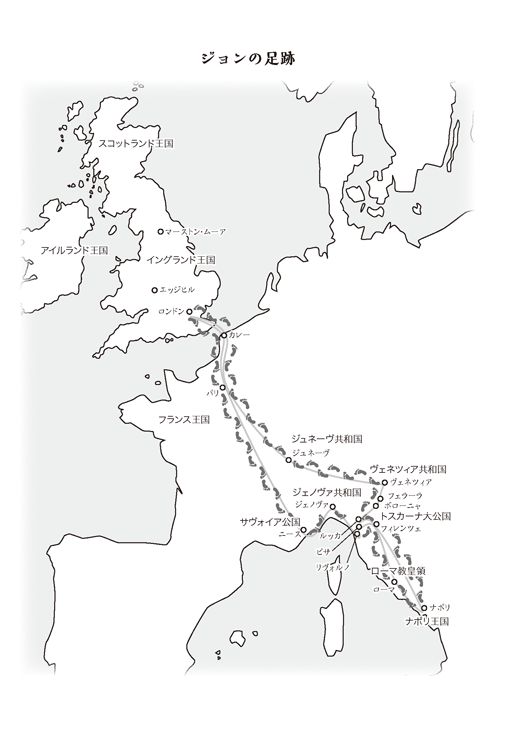 ジョンの足跡
スコットランド王国
マーストン・ムーア
アイルランド王国
イングランド王国
エッジヒル
ロンドン
カレー
パリ
フランス王国
ジュネーヴ共和国
ジュネーヴ
ヴェネツィア共和国
ヴェネツィア
フェラーラ
ボローニャ
ジェノヴァ共和国
ジェノヴァ
トスカーナ大公国
サヴォイア公国
フィレンツェ
ニース
ルッカ
ピサ
リヴォルノ
ローマ教皇領
ローマ
ナポリ
ナポリ王国